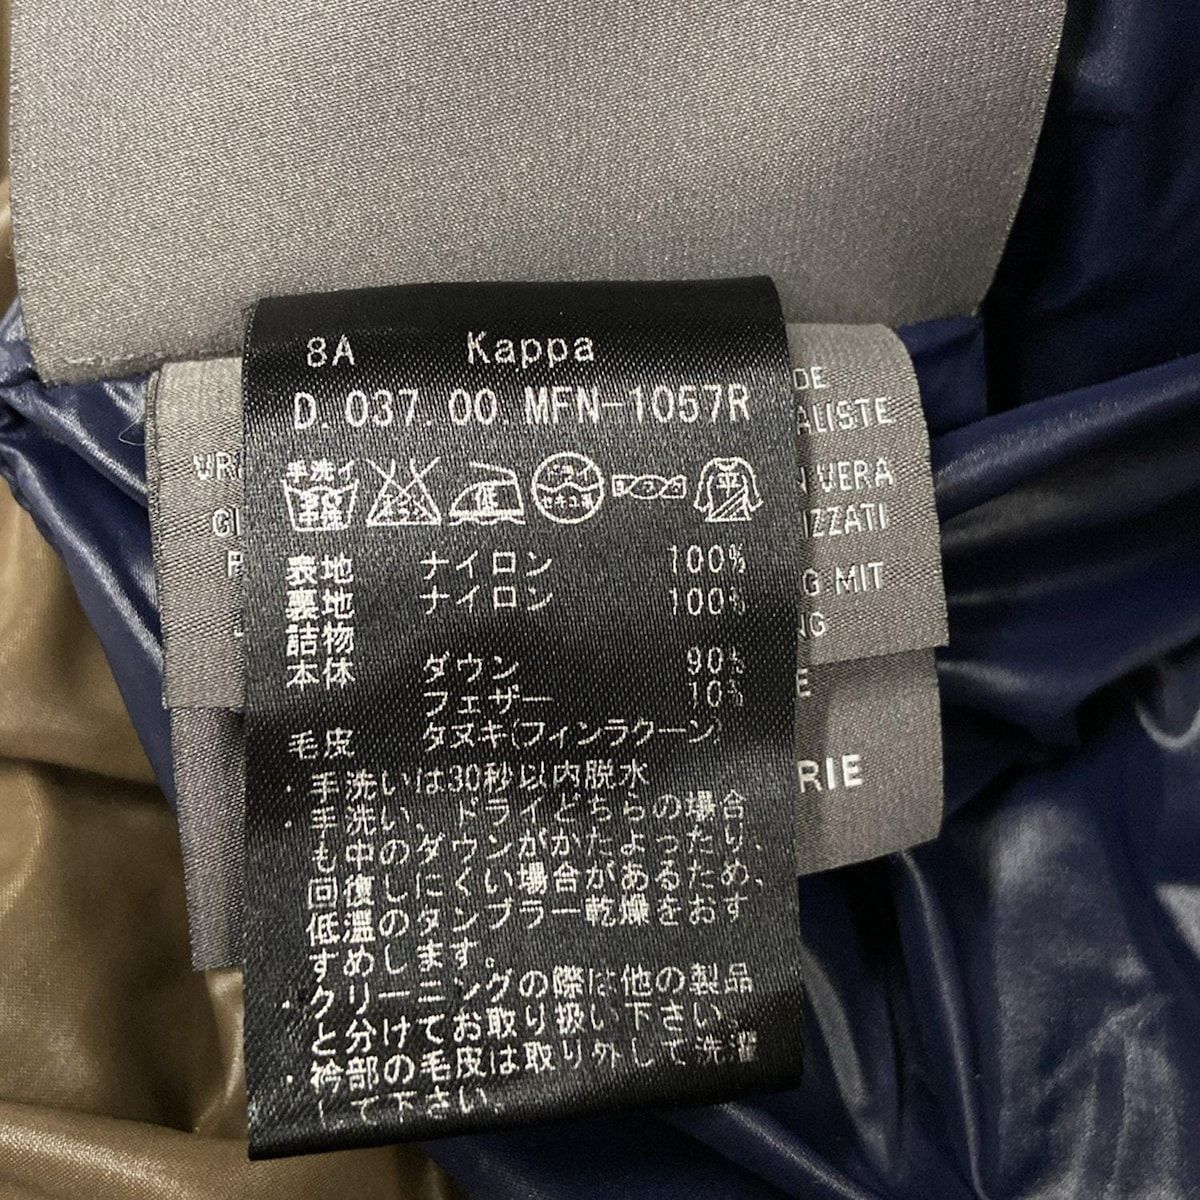 8A Kappa
D.037.00.MFN-1057R
手洗イ
低
平
表地 ナイロン 100%
裏地 ナイロン 100%
詰物
本体 ダウン 90%
フェザー 10%
毛皮 タヌキ(フィンラクーン)
・手洗いは30秒以内脱水
・手洗い、ドライどちらの場合
も中のダウンがかたよったり、
回復しにくい場合があるため、
低温のタンブラー乾燥をおす
すめします。
・クリーニングの際は他の製品
と分けてお取り扱い下さい。
・衿部の毛皮は取り外して洗濯
して下さい。
DE
ALISTE
VERA
IZZATI
MIT
NG
E
RIE